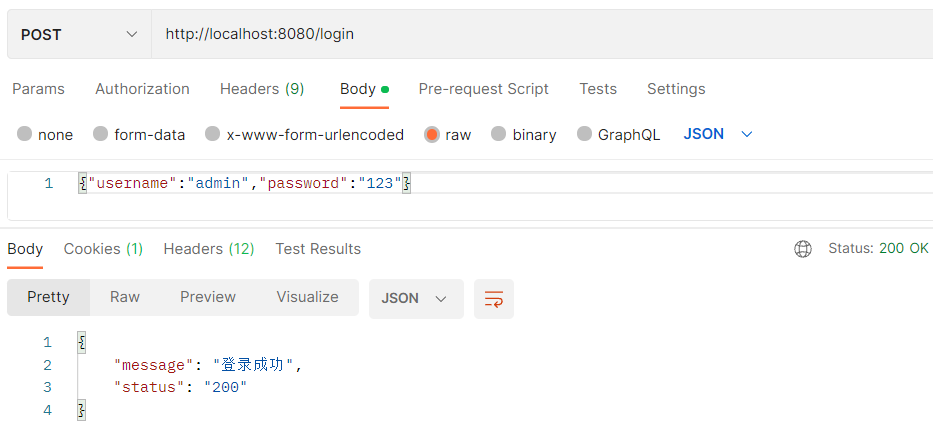 POST http://localhost:8080/login
Params Authorization Headers (9) Body Pre-request Script Tests Settings
none form-data x-www-form-urlencoded raw binary GraphQL JSON
1 {"username":"admin","password":"123"}
Body Cookies (1) Headers (12) Test Results Status: 200 OK
Pretty Raw Preview Visualize JSON
1 {
2 "message": "登录成功",
3 "status": "200"
4 }